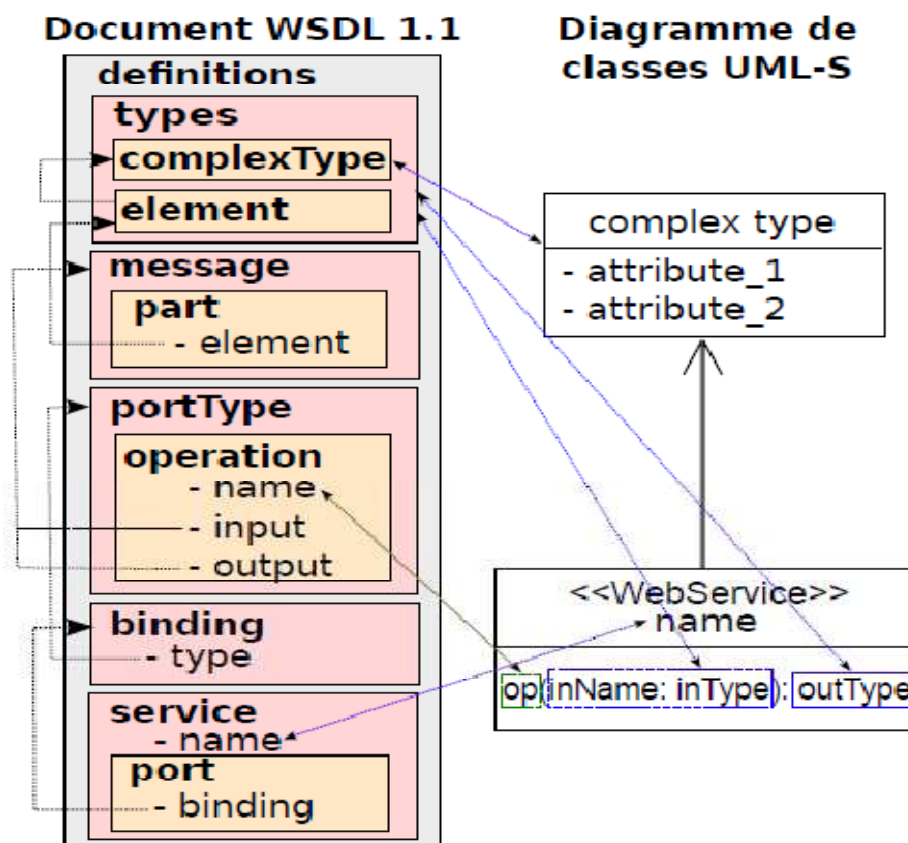 Document WSDL 1.1
definitions
types
complexType
element
message
part
- element
portType
operation
- name
- input
- output
binding
- type
service
- name
port
- binding
Diagramme de
classes UML-S
complex type
- attribute_1
- attribute_2
<<WebService>>
name
op(inName: inType): outType